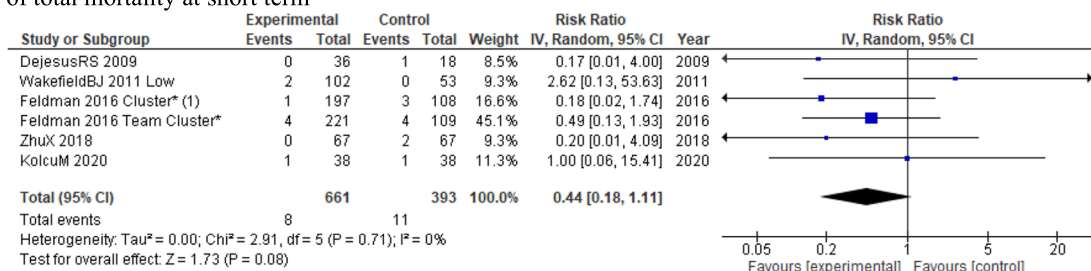 of total mortality at short term
Experimental Control Risk Ratio Risk Ratio
Study or Subgroup Events Total Events Total Weight IV, Random, 95% CI Year IV, Random, 95% CI
DejesusRS 2009 0 36 1 18 8.5% 0.17 [0.01, 4.00] 2009
WakefieldBJ 2011 Low 2 102 0 53 9.3% 2.62 [0.13, 53.63] 2011
Feldman 2016 Cluster* (1) 1 197 3 108 16.6% 0.18 [0.02, 1.74] 2016
Feldman 2016 Team Cluster* 4 221 4 109 45.1% 0.49 [0.13, 1.93] 2016
ZhuX 2018 0 67 2 67 9.3% 0.20 [0.01, 4.09] 2018
KolcuM 2020 1 38 1 38 11.3% 1.00 [0.06, 15.41] 2020
Total (95% CI) 661 393 100.0% 0.44 [0.18, 1.11]
Total events 8 11
Heterogeneity: Tau² = 0.00; Chi² = 2.91, df = 5 (P = 0.71); I² = 0%
Test for overall effect: Z = 1.73 (P = 0.08)
0.05 0.2 1 5 20
Favours [experimental] Favours [control]